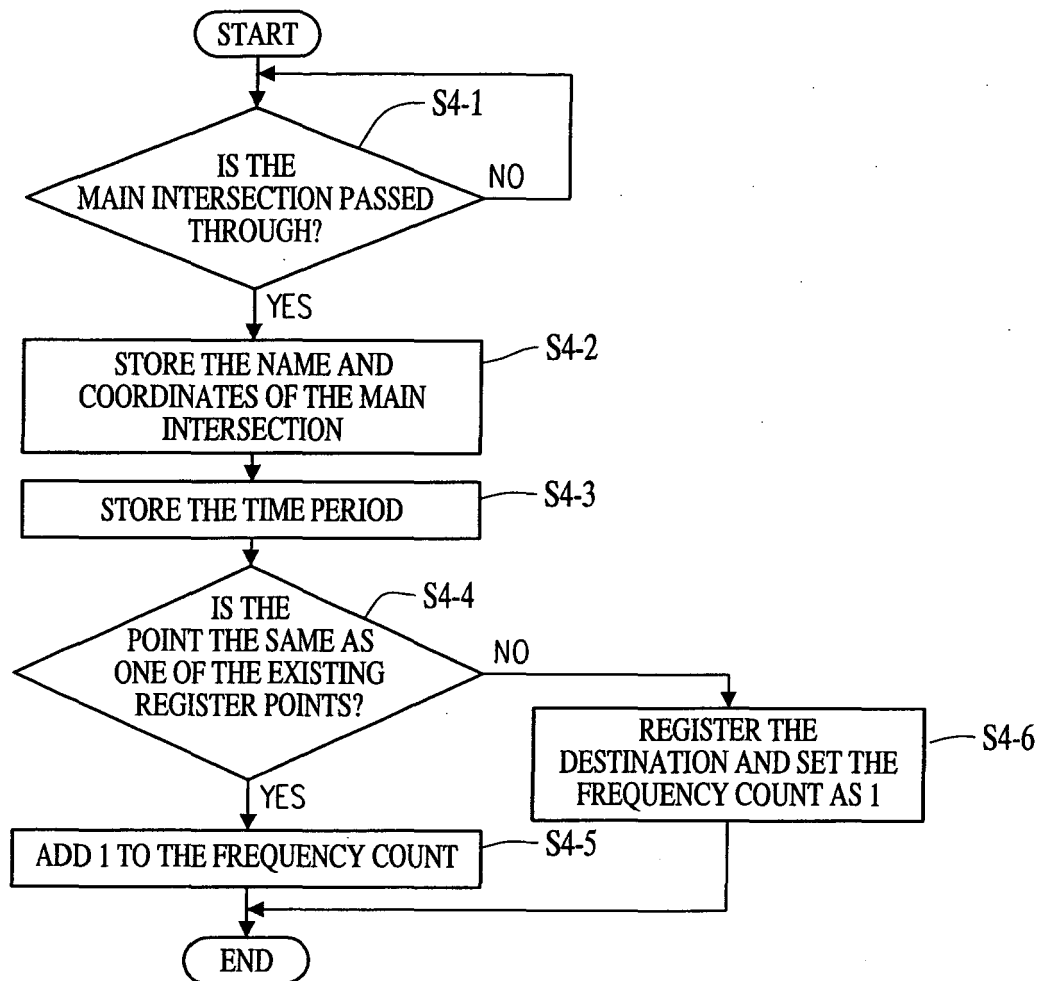 START
S4-1
IS THE
MAIN INTERSECTION PASSED
THROUGH?
NO
YES
S4-2
STORE THE NAME AND
COORDINATES OF THE MAIN
INTERSECTION
STORE THE TIME PERIOD
S4-3
S4-4
IS THE
POINT THE SAME AS
ONE OF THE EXISTING
REGISTER POINTS?
NO
REGISTER THE
DESTINATION AND SET THE
FREQUENCY COUNT AS 1
S4-6
YES
ADD 1 TO THE FREQUENCY COUNT
S4-5
END